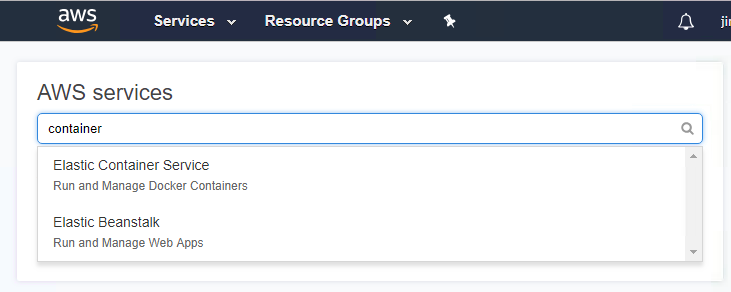 aws Services Resource Groups ji
AWS services
container
Elastic Container Service
Run and Manage Docker Containers
Elastic Beanstalk
Run and Manage Web Apps